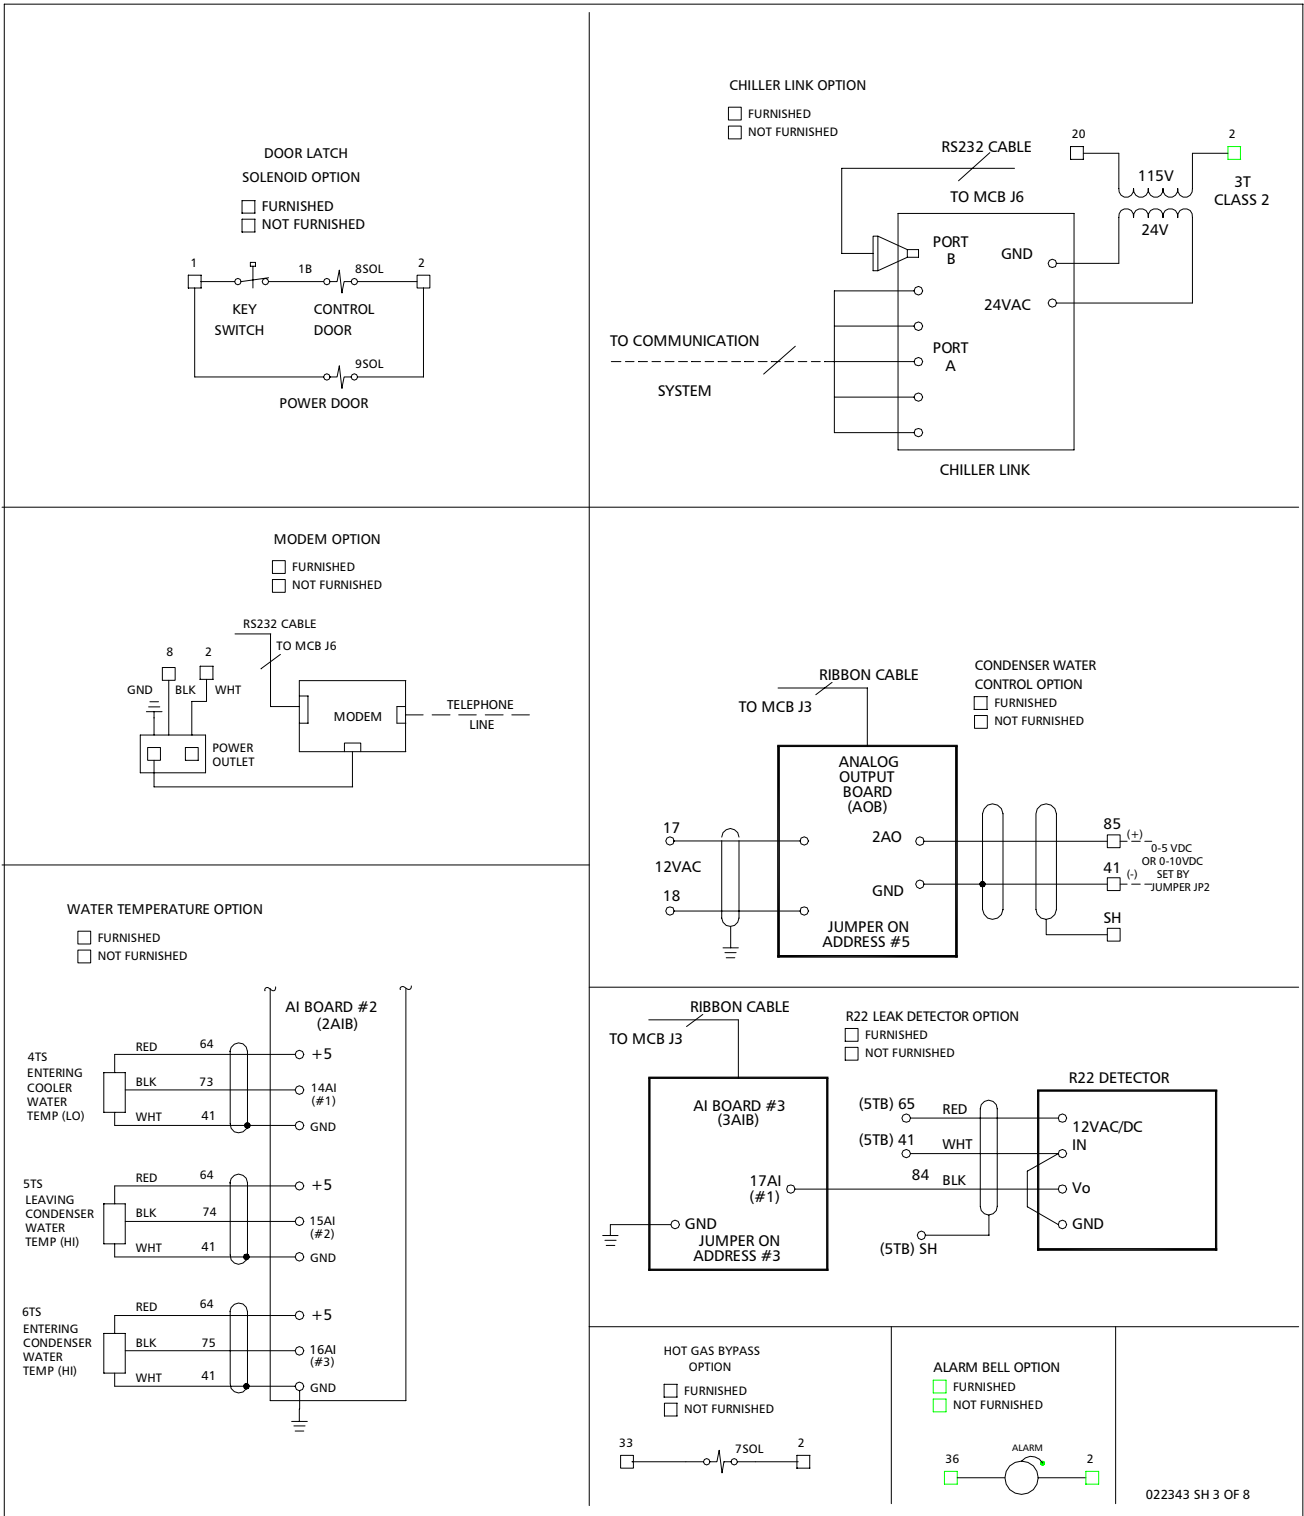 DOOR LATCH
SOLENOID OPTION
FURNISHED
NOT FURNISHED
1
1B
8SOL
2
KEY
SWITCH
CONTROL
DOOR
9SOL
POWER DOOR
CHILLER LINK OPTION
FURNISHED
NOT FURNISHED
RS232 CABLE
TO MCB J6
20
2
115V
24V
3T
CLASS 2
PORT
B
GND
24VAC
TO COMMUNICATION
SYSTEM
PORT
A
CHILLER LINK
MODEM OPTION
FURNISHED
NOT FURNISHED
RS232 CABLE
TO MCB J6
8
2
GND
BLK
WHT
MODEM
TELEPHONE
LINE
POWER
OUTLET
RIBBON CABLE
TO MCB J3
CONDENSER WATER
CONTROL OPTION
FURNISHED
NOT FURNISHED
ANALOG
OUTPUT
BOARD
(AOB)
17
12VAC
18
2AO
GND
JUMPER ON
ADDRESS #5
85
(+)
0-5 VDC
OR 0-10VDC
SET BY
JUMPER JP2
41
(-)
SH
WATER TEMPERATURE OPTION
FURNISHED
NOT FURNISHED
AI BOARD #2
(2AIB)
4TS
ENTERING
COOLER
WATER
TEMP (LO)
RED
64
+5
BLK
73
14AI
(#1)
WHT
41
GND
5TS
LEAVING
CONDENSER
WATER
TEMP (HI)
RED
64
+5
BLK
74
15AI
(#2)
WHT
41
GND
6TS
ENTERING
CONDENSER
WATER
TEMP (HI)
RED
64
+5
BLK
75
16AI
(#3)
WHT
41
GND
RIBBON CABLE
TO MCB J3
R22 LEAK DETECTOR OPTION
FURNISHED
NOT FURNISHED
AI BOARD #3
(3AIB)
17AI
(#1)
GND
JUMPER ON
ADDRESS #3
R22 DETECTOR
(5TB) 65
RED
12VAC/DC
IN
(5TB) 41
WHT
84
BLK
Vo
GND
(5TB) SH
HOT GAS BYPASS
OPTION
FURNISHED
NOT FURNISHED
33
7SOL
2
ALARM BELL OPTION
FURNISHED
NOT FURNISHED
36
ALARM
2
022343 SH 3 OF 8